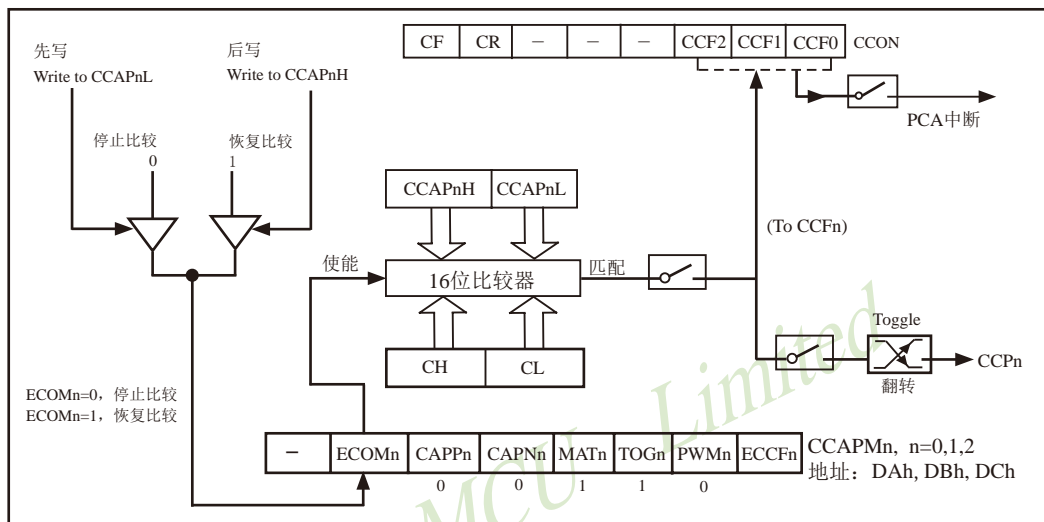 CF CR － － － CCF2 CCF1 CCF0 CCON
先写
Write to CCAPnL
后写
Write to CCAPnH
PCA中断
停止比较
0
恢复比较
1
CCAPnH CCAPnL
(To CCFn)
使能
16位比较器
匹配
Toggle
CH CL
CCPn
翻转
ECOMn=0，停止比较
ECOMn=1，恢复比较
－ ECOMn CAPPn CAPNn MATn TOGn PWMn ECCFn
CCAPMn, n=0,1,2
地址：DAh, DBh, DCh
0 0 1 1 0
MCU Limited